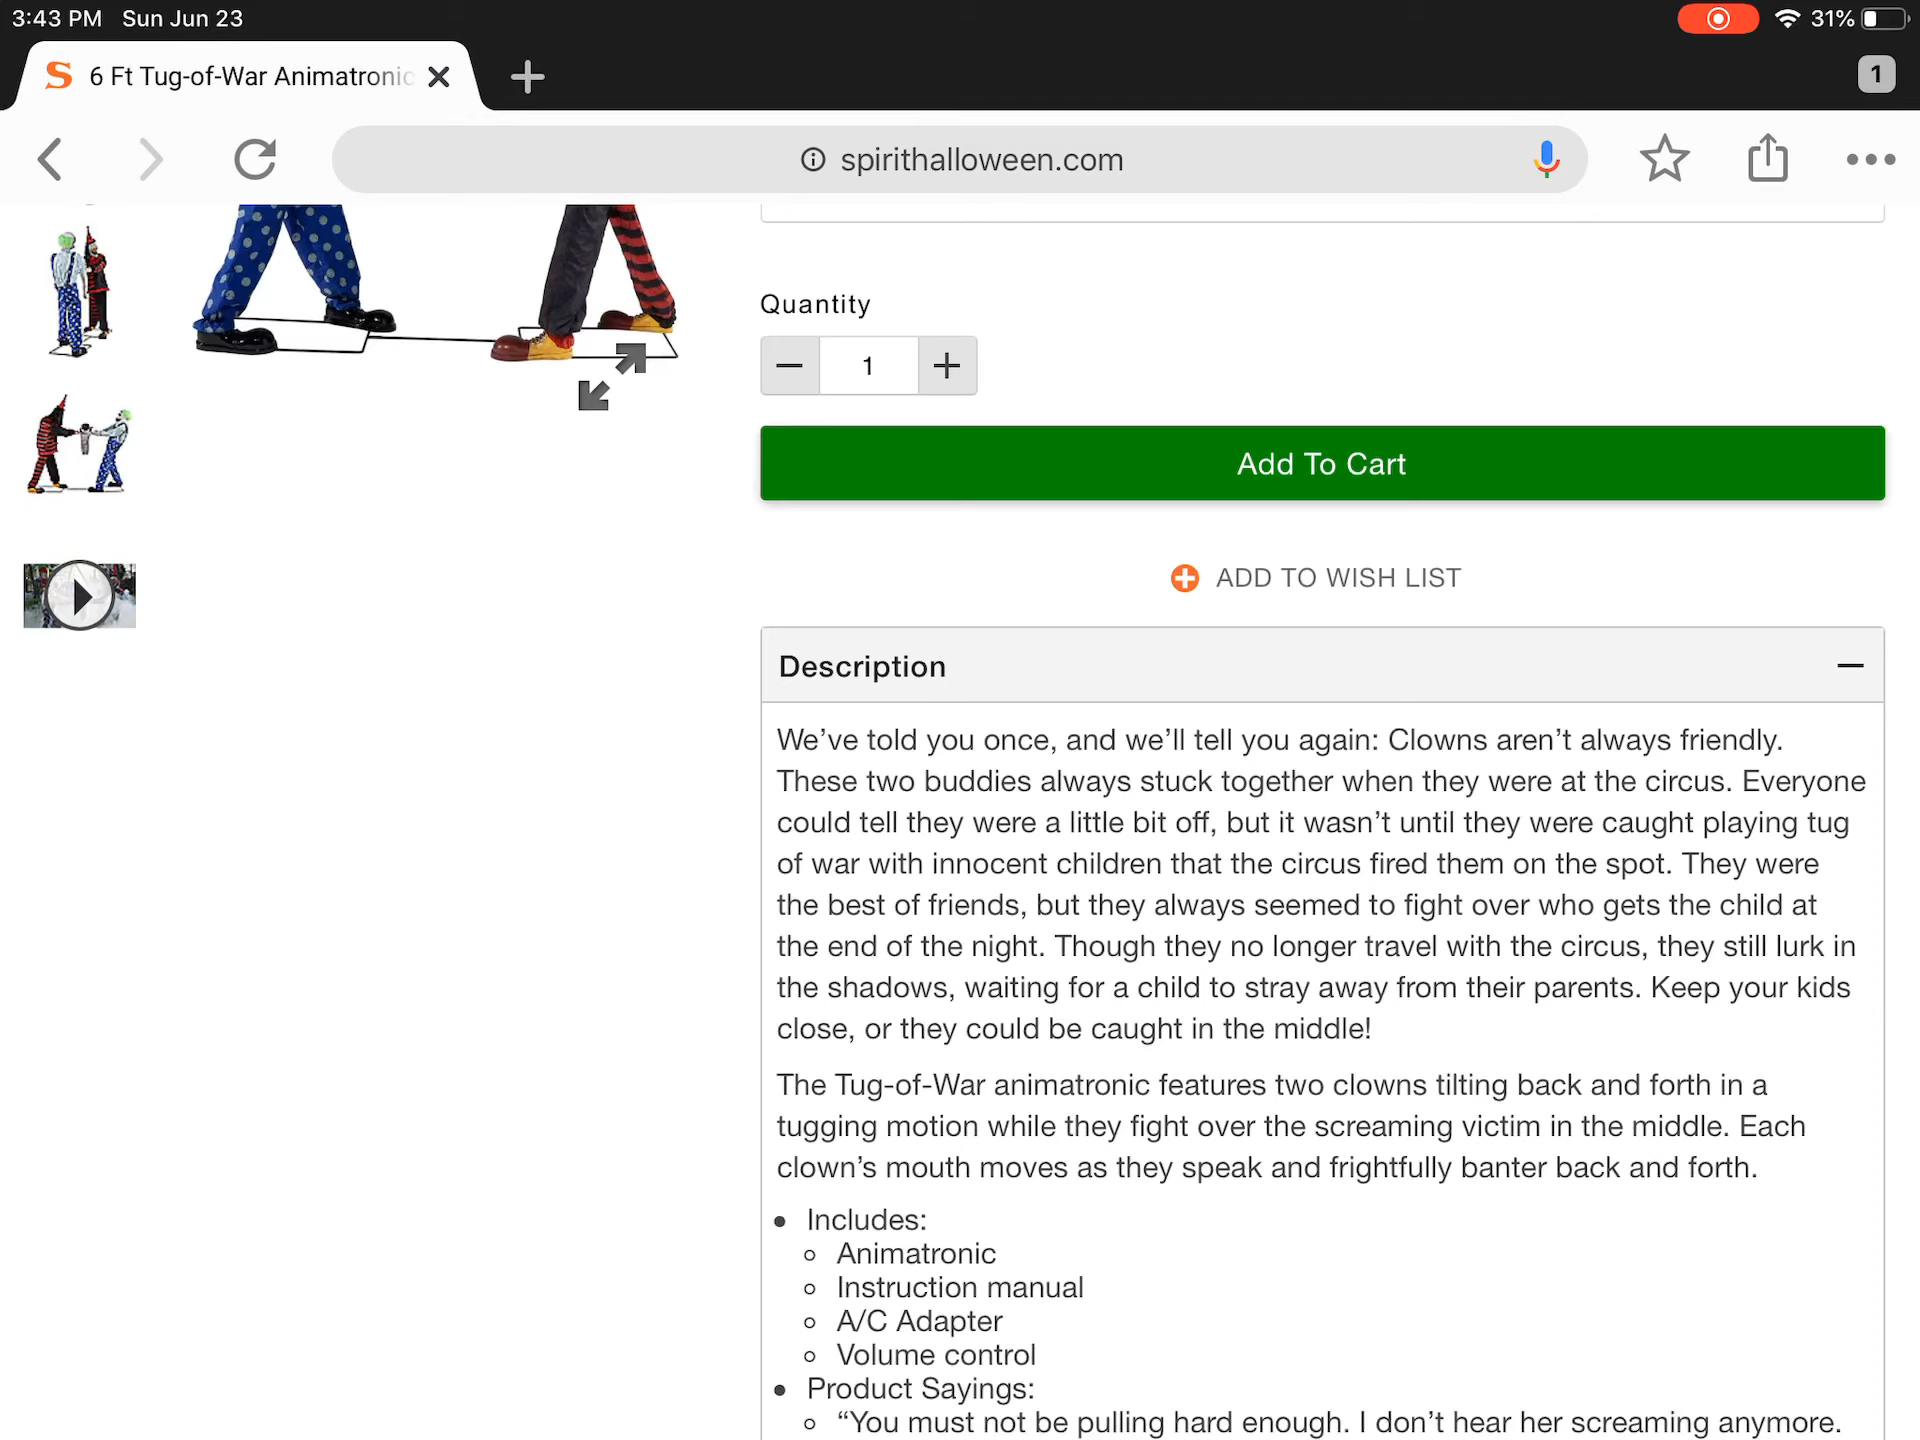 3:43 PM Sun Jun 23
31%
S 6 Ft Tug-of-War Animatronic
1
spirithalloween.com
Quantity
1
Add To Cart
ADD TO WISH LIST
Description
We’ve told you once, and we’ll tell you again: Clowns aren’t always friendly.
These two buddies always stuck together when they were at the circus. Everyone
could tell they were a little bit off, but it wasn’t until they were caught playing tug
of war with innocent children that the circus fired them on the spot. They were
the best of friends, but they always seemed to fight over who gets the child at
the end of the night. Though they no longer travel with the circus, they still lurk in
the shadows, waiting for a child to stray away from their parents. Keep your kids
close, or they could be caught in the middle!
The Tug-of-War animatronic features two clowns tilting back and forth in a
tugging motion while they fight over the screaming victim in the middle. Each
clown’s mouth moves as they speak and frightfully banter back and forth.
Includes:
Animatronic
Instruction manual
A/C Adapter
Volume control
Product Sayings:
“You must not be pulling hard enough. I don’t hear her screaming anymore.